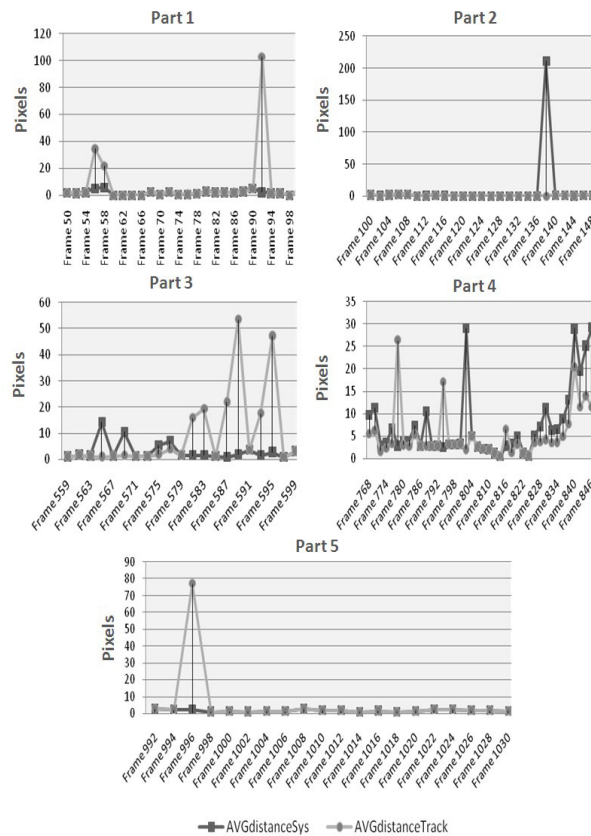 Part 1
Pixels
120
100
80
60
40
20
0
Frame 50
Frame 54
Frame 58
Frame 62
Frame 66
Frame 70
Frame 74
Frame 78
Frame 82
Frame 86
Frame 90
Frame 94
Frame 98
Part 2
Pixels
250
200
150
100
50
0
Frame 100
Frame 104
Frame 108
Frame 112
Frame 116
Frame 120
Frame 124
Frame 128
Frame 132
Frame 136
Frame 140
Frame 144
Frame 148
Part 3
Pixels
60
50
40
30
20
10
0
Frame 559
Frame 563
Frame 567
Frame 571
Frame 575
Frame 579
Frame 583
Frame 587
Frame 591
Frame 595
Frame 599
Part 4
Pixels
35
30
25
20
15
10
5
0
Frame 768
Frame 774
Frame 780
Frame 786
Frame 792
Frame 798
Frame 804
Frame 810
Frame 816
Frame 822
Frame 828
Frame 834
Frame 840
Frame 846
Part 5
Pixels
90
80
70
60
50
40
30
20
10
0
Frame 992
Frame 994
Frame 996
Frame 998
Frame 1000
Frame 1002
Frame 1004
Frame 1006
Frame 1008
Frame 1010
Frame 1012
Frame 1014
Frame 1016
Frame 1018
Frame 1020
Frame 1022
Frame 1024
Frame 1026
Frame 1028
Frame 1030
AVGdistanceSys
AVGdistanceTrack